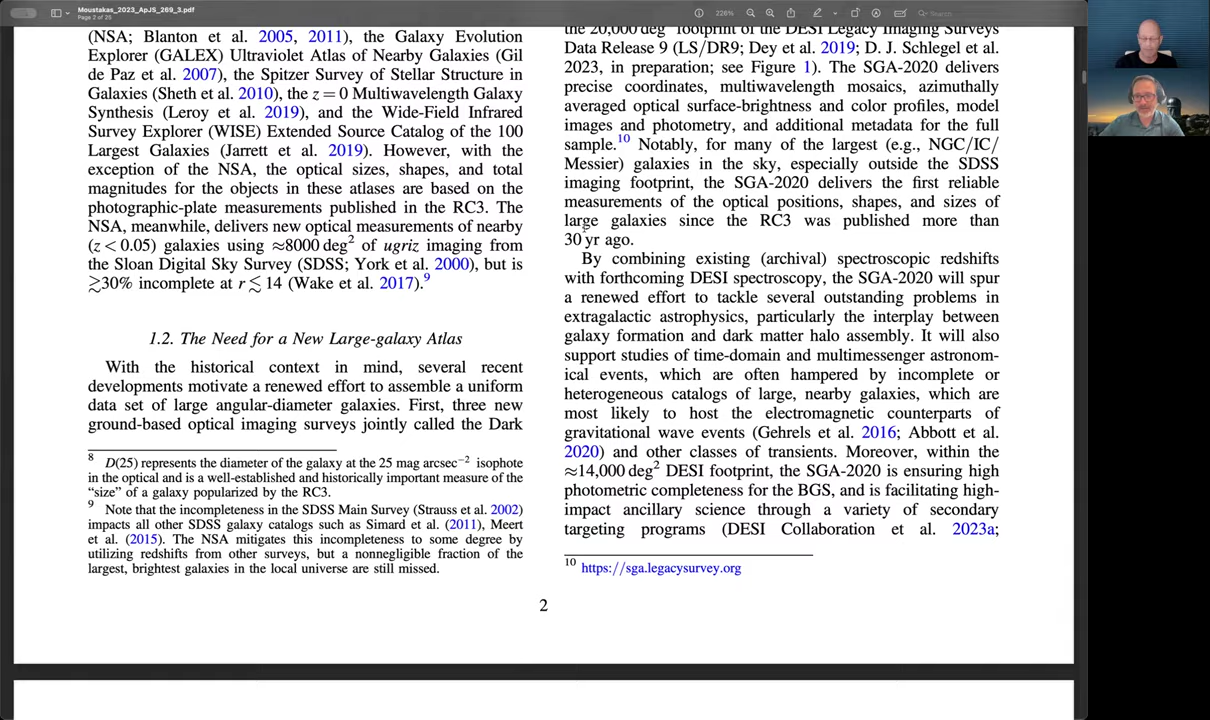 Moustakas_2023_ApJS_269_3.pdf
Page 2 of 25
226%
Search
(NSA; Blanton et al. 2005, 2011), the Galaxy Evolution
Explorer (GALEX) Ultraviolet Atlas of Nearby Galaxies (Gil
de Paz et al. 2007), the Spitzer Survey of Stellar Structure in
Galaxies (Sheth et al. 2010), the z = 0 Multiwavelength Galaxy
Synthesis (Leroy et al. 2019), and the Wide-Field Infrared
Survey Explorer (WISE) Extended Source Catalog of the 100
Largest Galaxies (Jarrett et al. 2019). However, with the
exception of the NSA, the optical sizes, shapes, and total
magnitudes for the objects in these atlases are based on the
photographic-plate measurements published in the RC3. The
NSA, meanwhile, delivers new optical measurements of nearby
(z < 0.05) galaxies using ≈8000 deg² of ugriz imaging from
the Sloan Digital Sky Survey (SDSS; York et al. 2000), but is
≳30% incomplete at r ≲ 14 (Wake et al. 2017).⁹
1.2. The Need for a New Large-galaxy Atlas
With the historical context in mind, several recent
developments motivate a renewed effort to assemble a uniform
data set of large angular-diameter galaxies. First, three new
ground-based optical imaging surveys jointly called the Dark
⁸ D(25) represents the diameter of the galaxy at the 25 mag arcsec⁻² isophote
in the optical and is a well-established and historically important measure of the
“size” of a galaxy popularized by the RC3.
⁹ Note that the incompleteness in the SDSS Main Survey (Strauss et al. 2002)
impacts all other SDSS galaxy catalogs such as Simard et al. (2011), Meert
et al. (2015). The NSA mitigates this incompleteness to some degree by
utilizing redshifts from other surveys, but a nonnegligible fraction of the
largest, brightest galaxies in the local universe are still missed.
the 20,000 deg² footprint of the DESI Legacy Imaging Surveys
Data Release 9 (LS/DR9; Dey et al. 2019; D. J. Schlegel et al.
2023, in preparation; see Figure 1). The SGA-2020 delivers
precise coordinates, multiwavelength mosaics, azimuthally
averaged optical surface-brightness and color profiles, model
images and photometry, and additional metadata for the full
sample.¹⁰ Notably, for many of the largest (e.g., NGC/IC/
Messier) galaxies in the sky, especially outside the SDSS
imaging footprint, the SGA-2020 delivers the first reliable
measurements of the optical positions, shapes, and sizes of
large galaxies since the RC3 was published more than
30 yr ago.
By combining existing (archival) spectroscopic redshifts
with forthcoming DESI spectroscopy, the SGA-2020 will spur
a renewed effort to tackle several outstanding problems in
extragalactic astrophysics, particularly the interplay between
galaxy formation and dark matter halo assembly. It will also
support studies of time-domain and multimessenger astronom-
ical events, which are often hampered by incomplete or
heterogeneous catalogs of large, nearby galaxies, which are
most likely to host the electromagnetic counterparts of
gravitational wave events (Gehrels et al. 2016; Abbott et al.
2020) and other classes of transients. Moreover, within the
≈14,000 deg² DESI footprint, the SGA-2020 is ensuring high
photometric completeness for the BGS, and is facilitating high-
impact ancillary science through a variety of secondary
targeting programs (DESI Collaboration et al. 2023a;
¹⁰ https://sga.legacysurvey.org
2